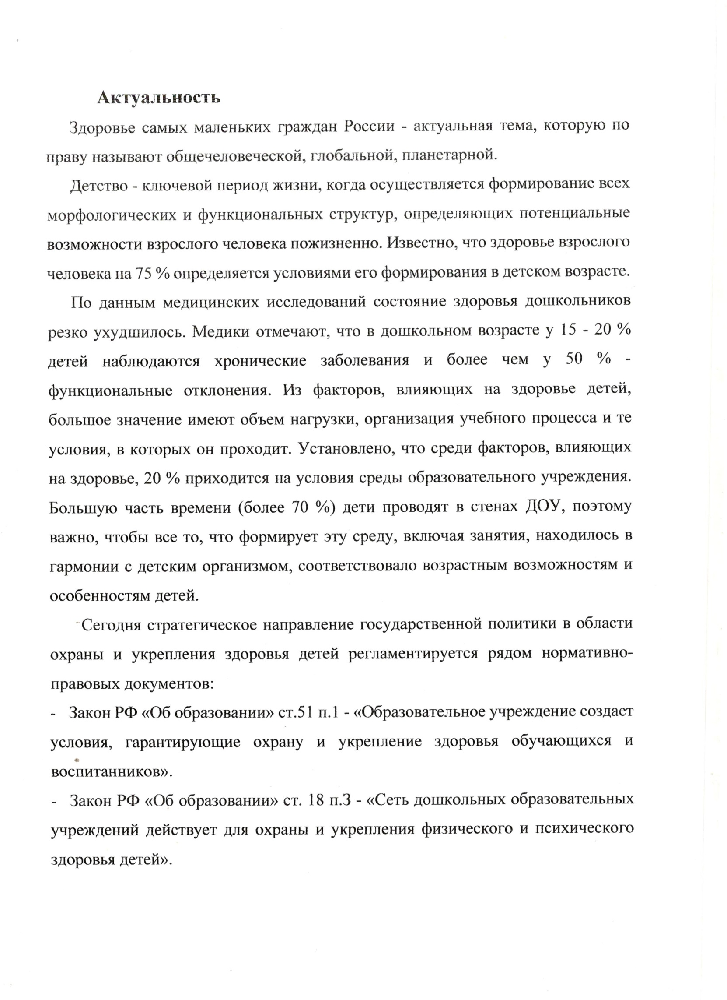 Актуальность
Здоровье самых маленьких граждан России - актуальная тема, которую по
праву называют общечеловеческой, глобальной, планетарной.
Детство - ключевой период жизни, когда осуществляется формирование всех
морфологических и функциональных структур, определяющих потенциальные
возможности взрослого человека пожизненно. Известно, что здоровье взрослого
человека на 75 % определяется условиями его формирования в детском возрасте.
По данным медицинских исследований состояние здоровья дошкольников
резко ухудшилось. Медики отмечают, что в дошкольном возрасте у 15 - 20 %
детей наблюдаются хронические заболевания и более чем у 50 % -
функциональные отклонения. Из факторов, влияющих на здоровье детей,
большое значение имеют объем нагрузки, организация учебного процесса и те
условия, в которых он проходит. Установлено, что среди факторов, влияющих
на здоровье, 20 % приходится на условия среды образовательного учреждения.
Большую часть времени (более 70 %) дети проводят в стенах ДОУ, поэтому
важно, чтобы все то, что формирует эту среду, включая занятия, находилось в
гармонии с детским организмом, соответствовало возрастным возможностям и
особенностям детей.
Сегодня стратегическое направление государственной политики в области
охраны и укрепления здоровья детей регламентируется рядом нормативно-
правовых документов:
- Закон РФ «Об образовании» ст.51 п.1 - «Образовательное учреждение создает
условия, гарантирующие охрану и укрепление здоровья обучающихся и
воспитанников».
- Закон РФ «Об образовании» ст. 18 п.3 - «Сеть дошкольных образовательных
учреждений действует для охраны и укрепления физического и психического
здоровья детей».